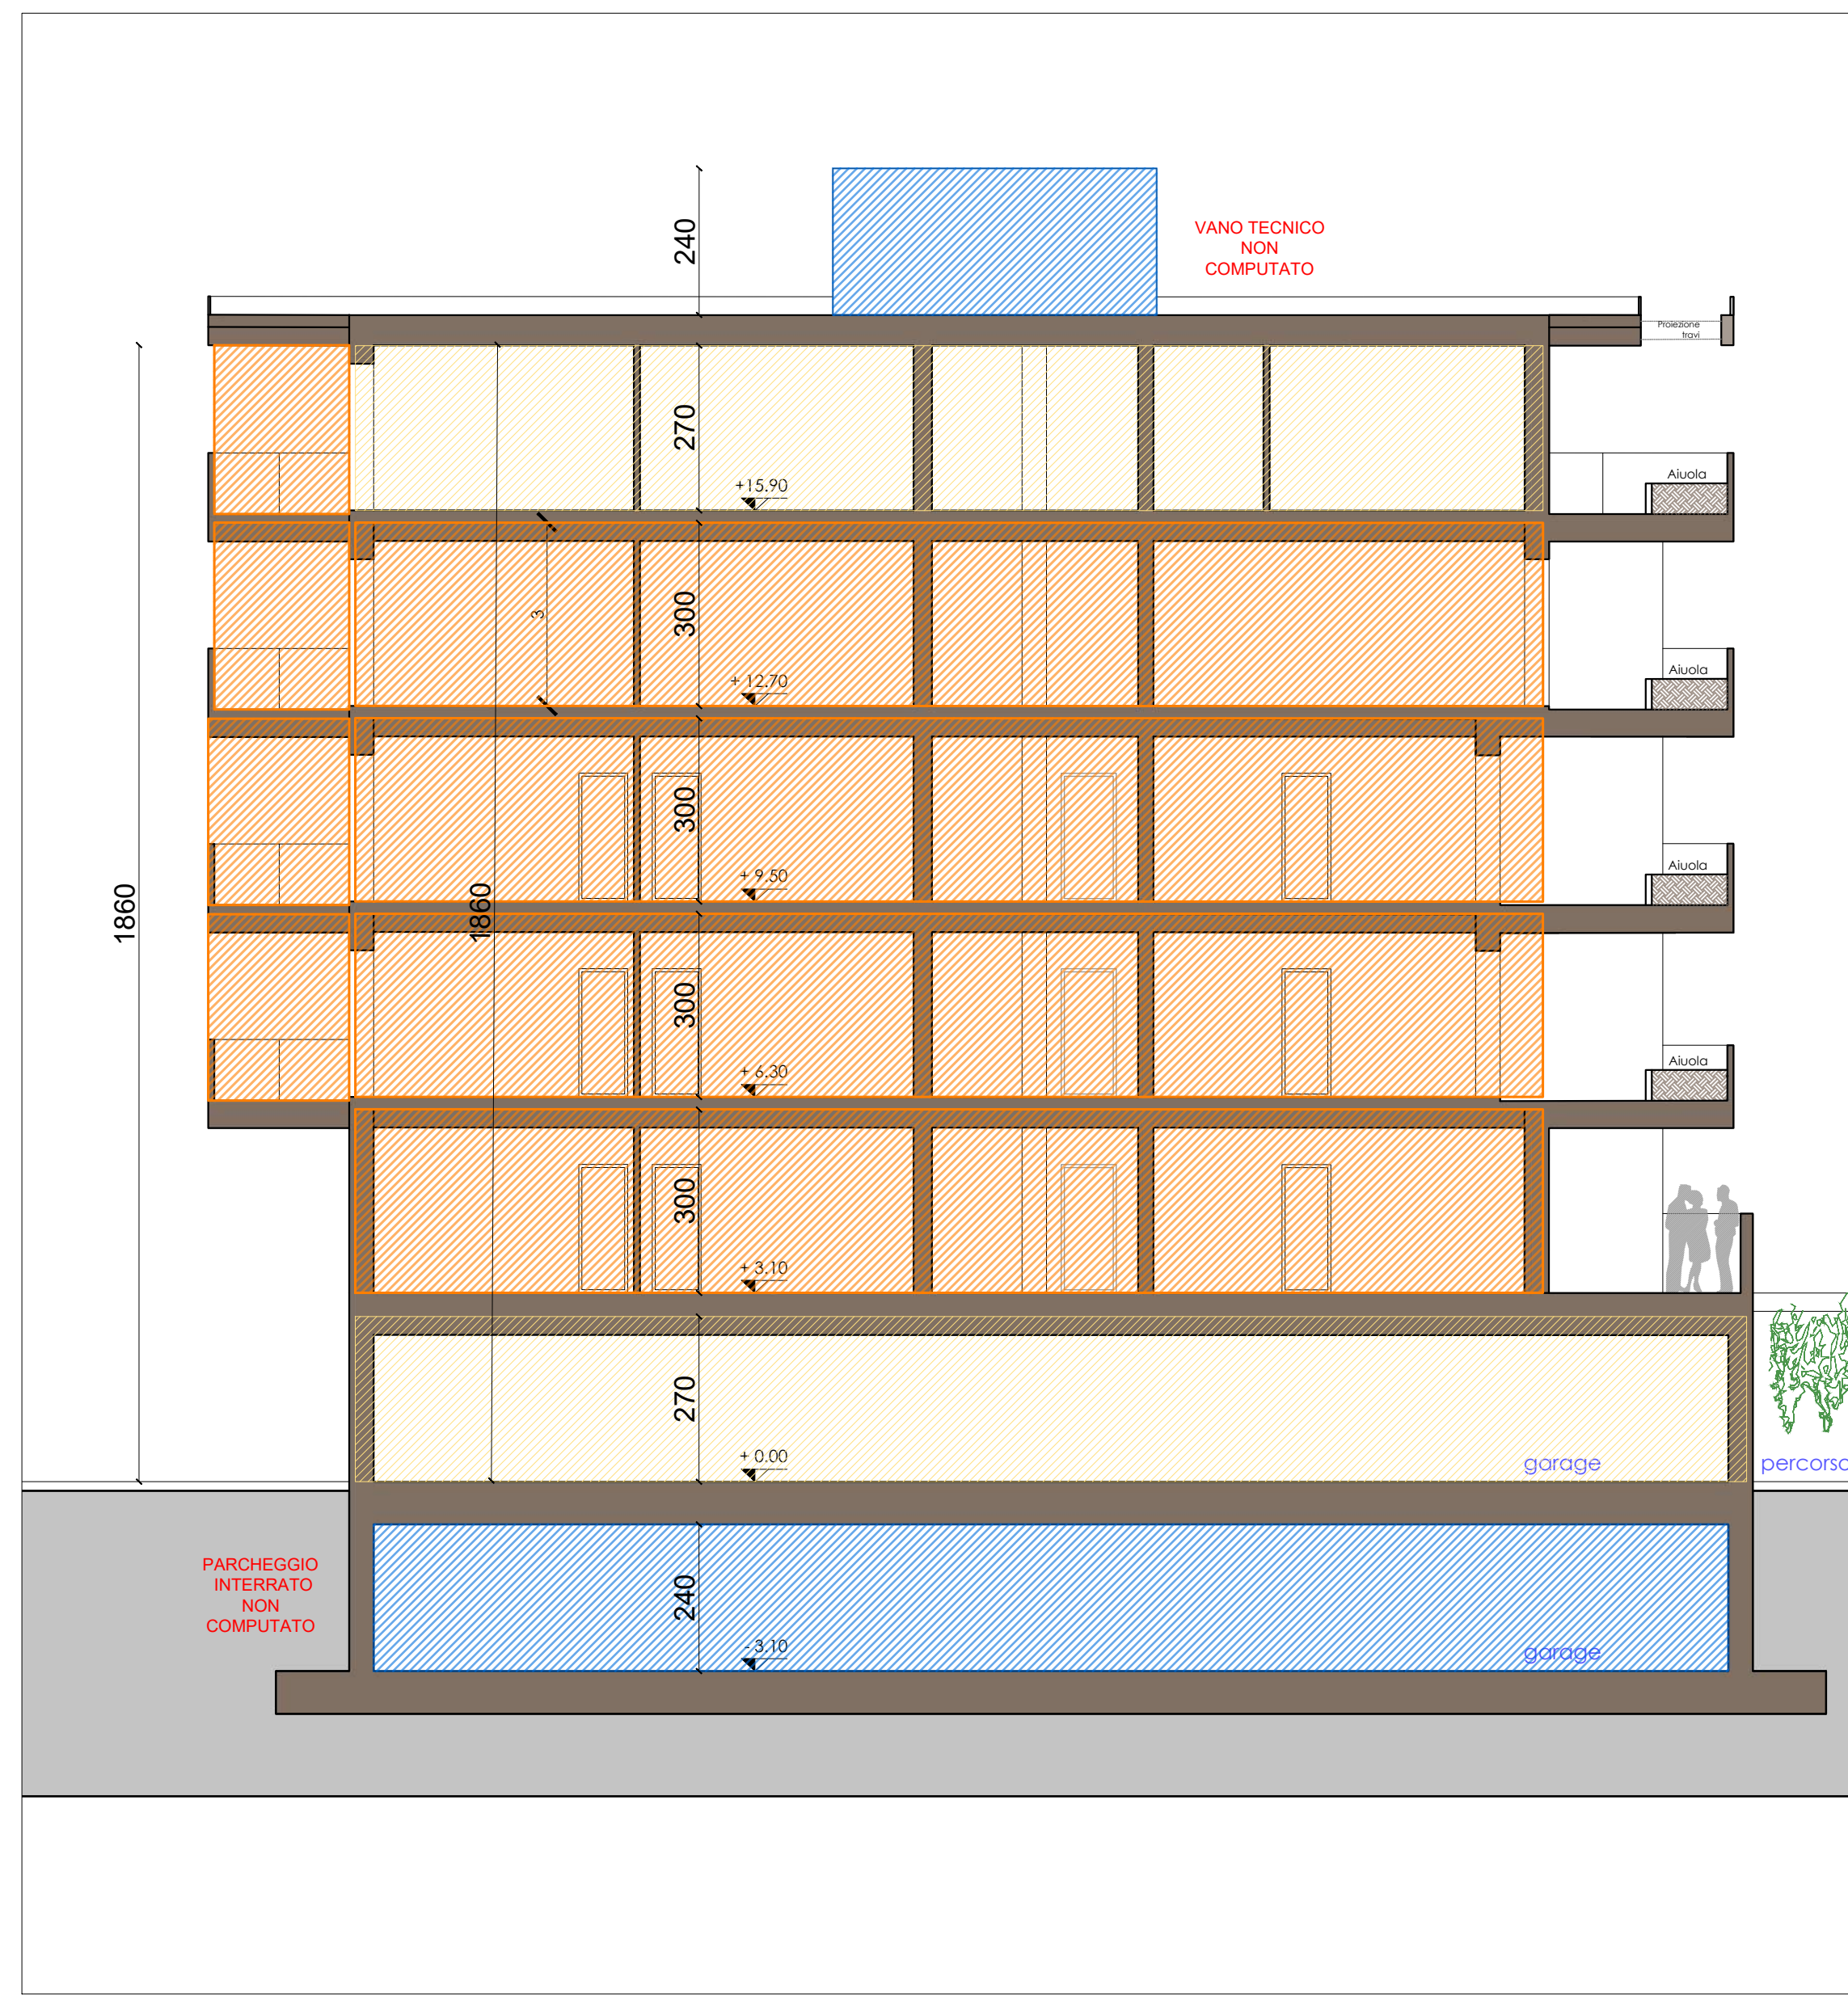 240
VANO TECNICO
NON
COMPUTATO
Proiezione
travi
270
+15.90
Aiuola
3
300
+ 12.70
Aiuola
1860
1860
300
+ 9.50
Aiuola
300
+ 6.30
Aiuola
300
+ 3.10
270
+ 0.00
garage
percorso
PARCHEGGIO
INTERRATO
NON
COMPUTATO
240
- 3.10
garage